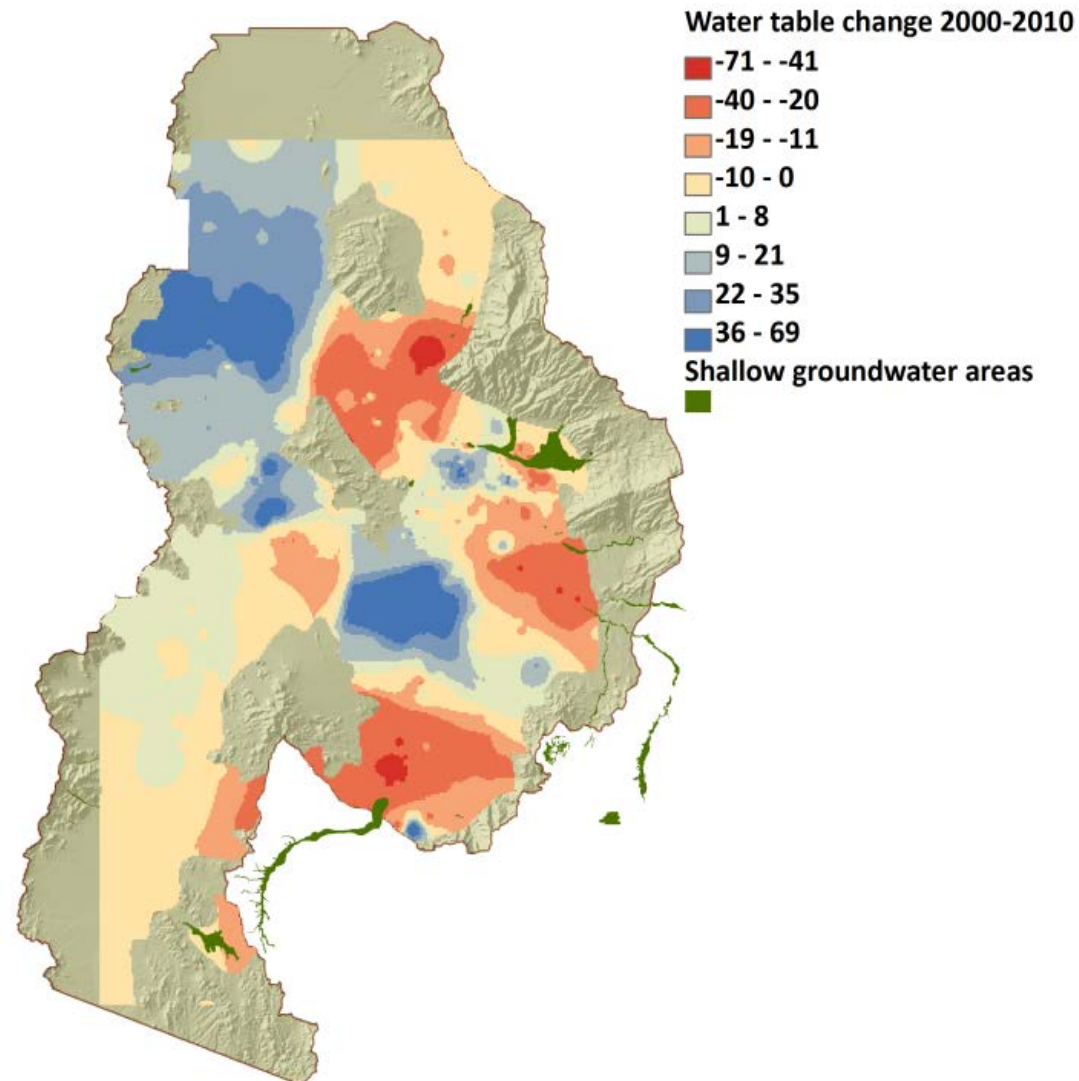 Water table change 2000-2010
-71 - -41
-40 - -20
-19 - -11
-10 - 0
1 - 8
9 - 21
22 - 35
36 - 69
Shallow groundwater areas